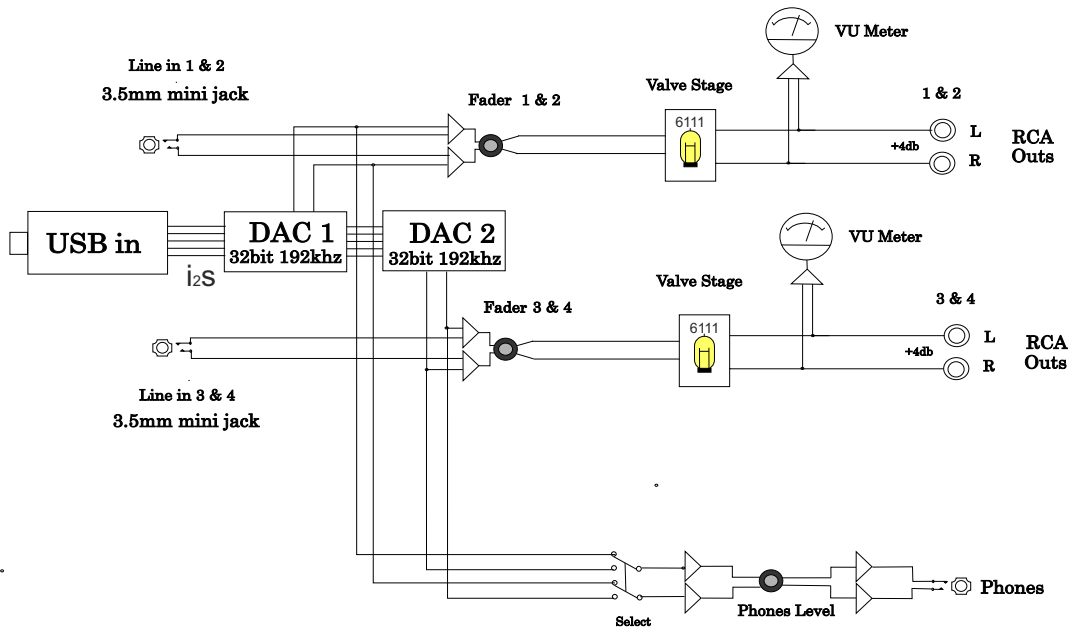 VU Meter
Line in 1 & 2
3.5mm mini jack
Valve Stage
Fader 1 & 2
1 & 2
6111
L
RCA
Outs
+4db
R
USB in
DAC 1
32bit 192khz
DAC 2
32bit 192khz
i2s
VU Meter
Valve Stage
Fader 3 & 4
3 & 4
6111
L
RCA
Outs
+4db
R
Line in 3 & 4
3.5mm mini jack
Phones
Phones Level
Select